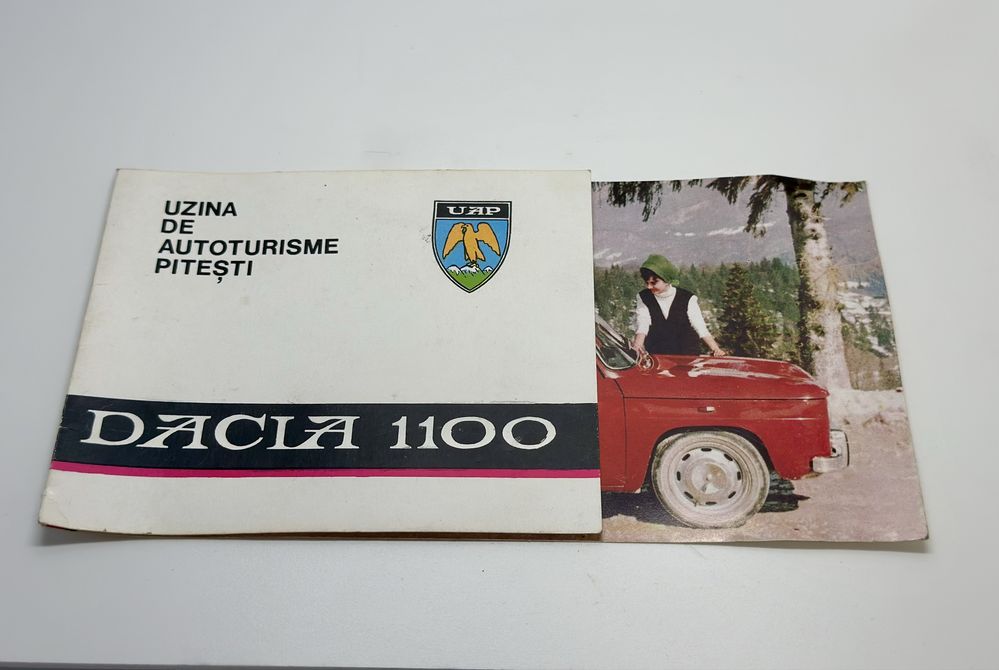 UZINA
DE
AUTOTURISME
PITEȘTI
UAP
DACIA 1100